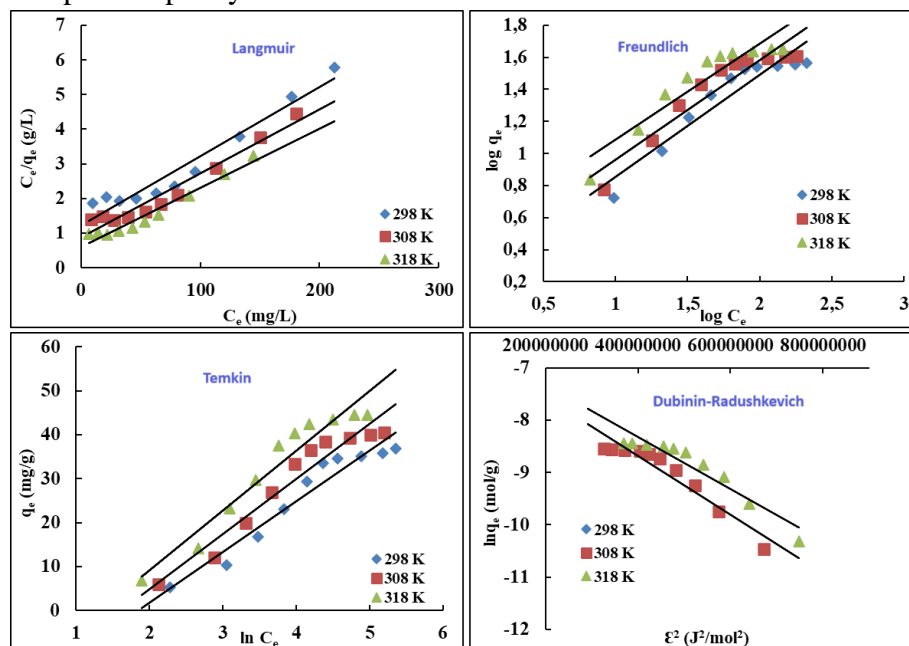 7
6
5
4
3
2
1
0
Langmuir
Cₑ/qₑ (g/L)
298 K
308 K
318 K
0 100 200 300
Cₑ (mg/L)
1,8
1,6
1,4
1,2
1
0,8
0,6
0,4
0,2
Freundlich
log qₑ
298 K
308 K
318 K
0,5 1 1,5 2 2,5 3
log Cₑ
60
50
40
30
20
10
0
Temkin
qₑ (mg/g)
298 K
308 K
318 K
1 2 3 4 5 6
ln Cₑ
200000000 400000000 600000000 800000000
-7
-8
-9
-10
-11
-12
Dubinin-Radushkevich
lnqₑ (mol/g)
298 K
308 K
318 K
Ɛ² (J²/mol²)